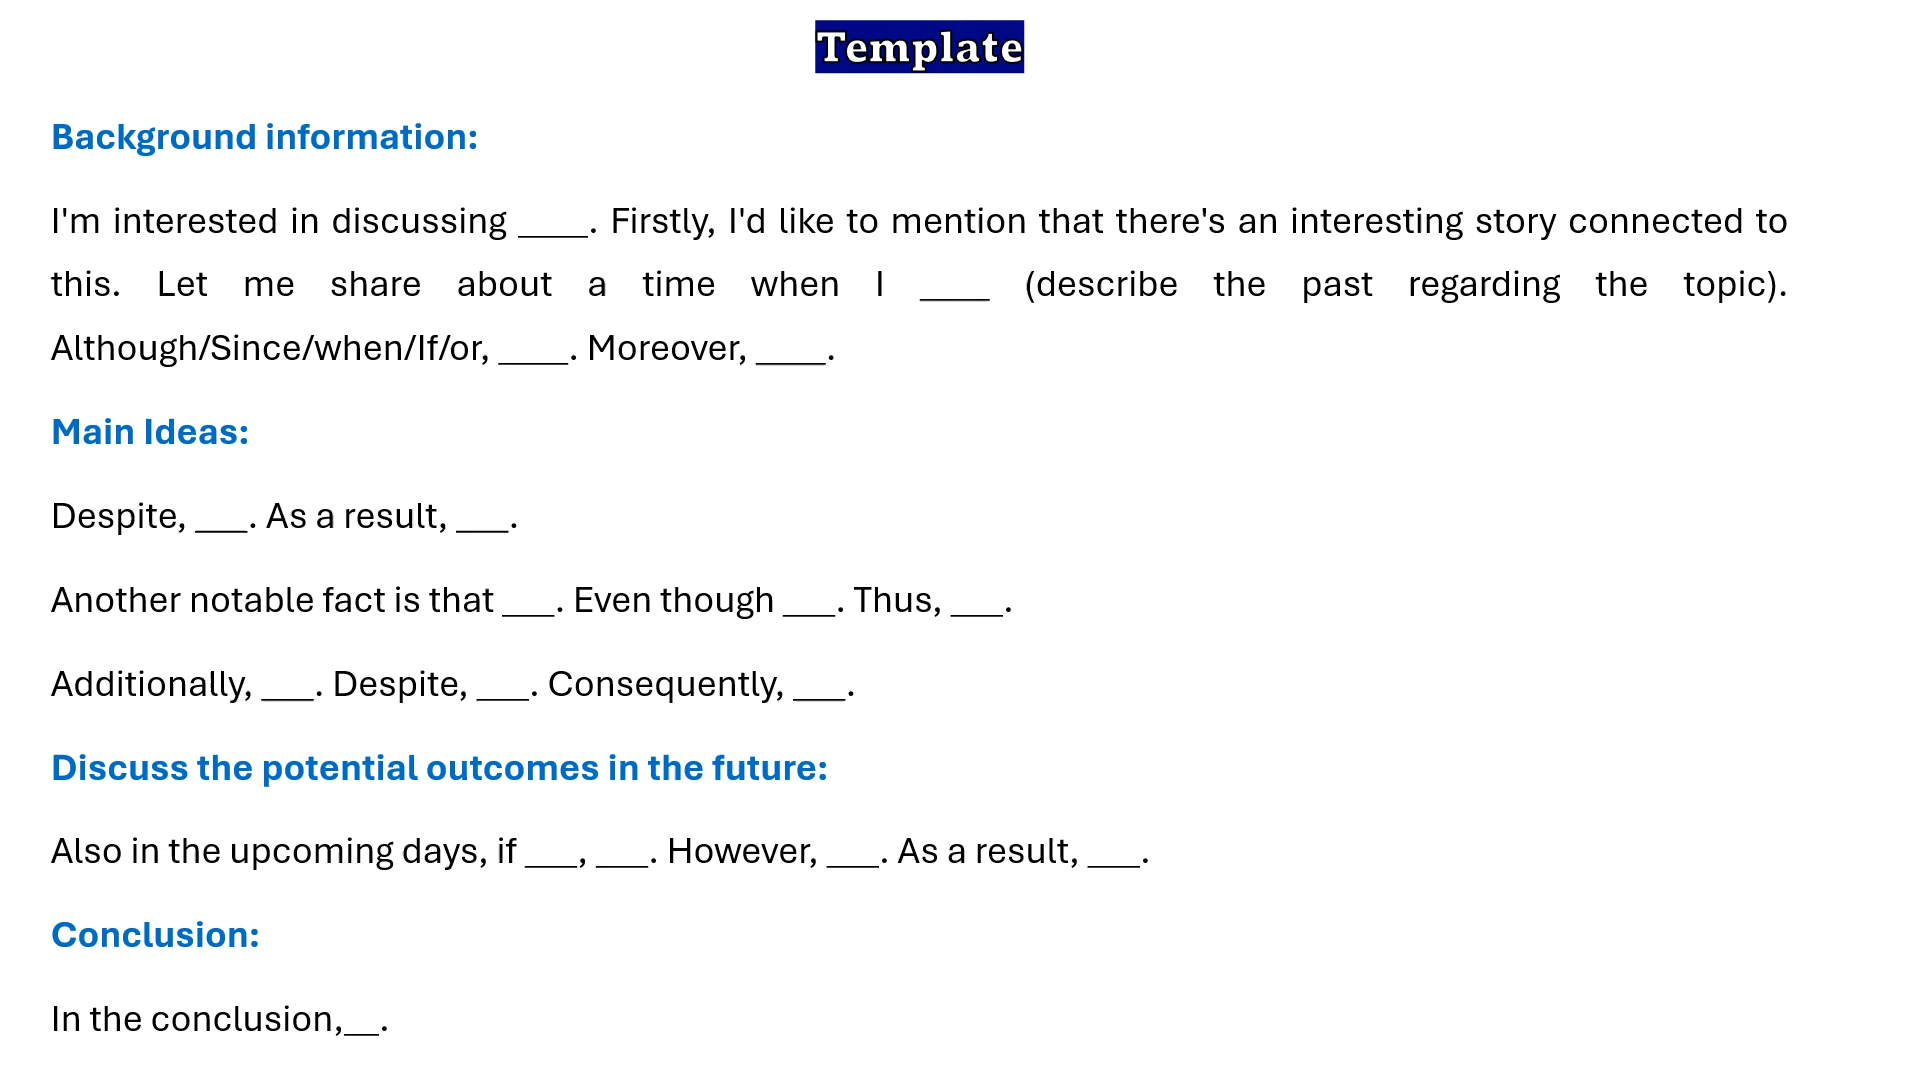 Template
Background information:
I'm interested in discussing ____. Firstly, I'd like to mention that there's an interesting story connected to
this. Let me share about a time when I ____ (describe the past regarding the topic).
Although/Since/when/If/or, ____. Moreover, ____.
Main Ideas:
Despite, ___. As a result, ___.
Another notable fact is that ___. Even though ___. Thus, ___.
Additionally, ___. Despite, ___. Consequently, ___.
Discuss the potential outcomes in the future:
Also in the upcoming days, if ___, ___. However, ___. As a result, ___.
Conclusion:
In the conclusion,__.